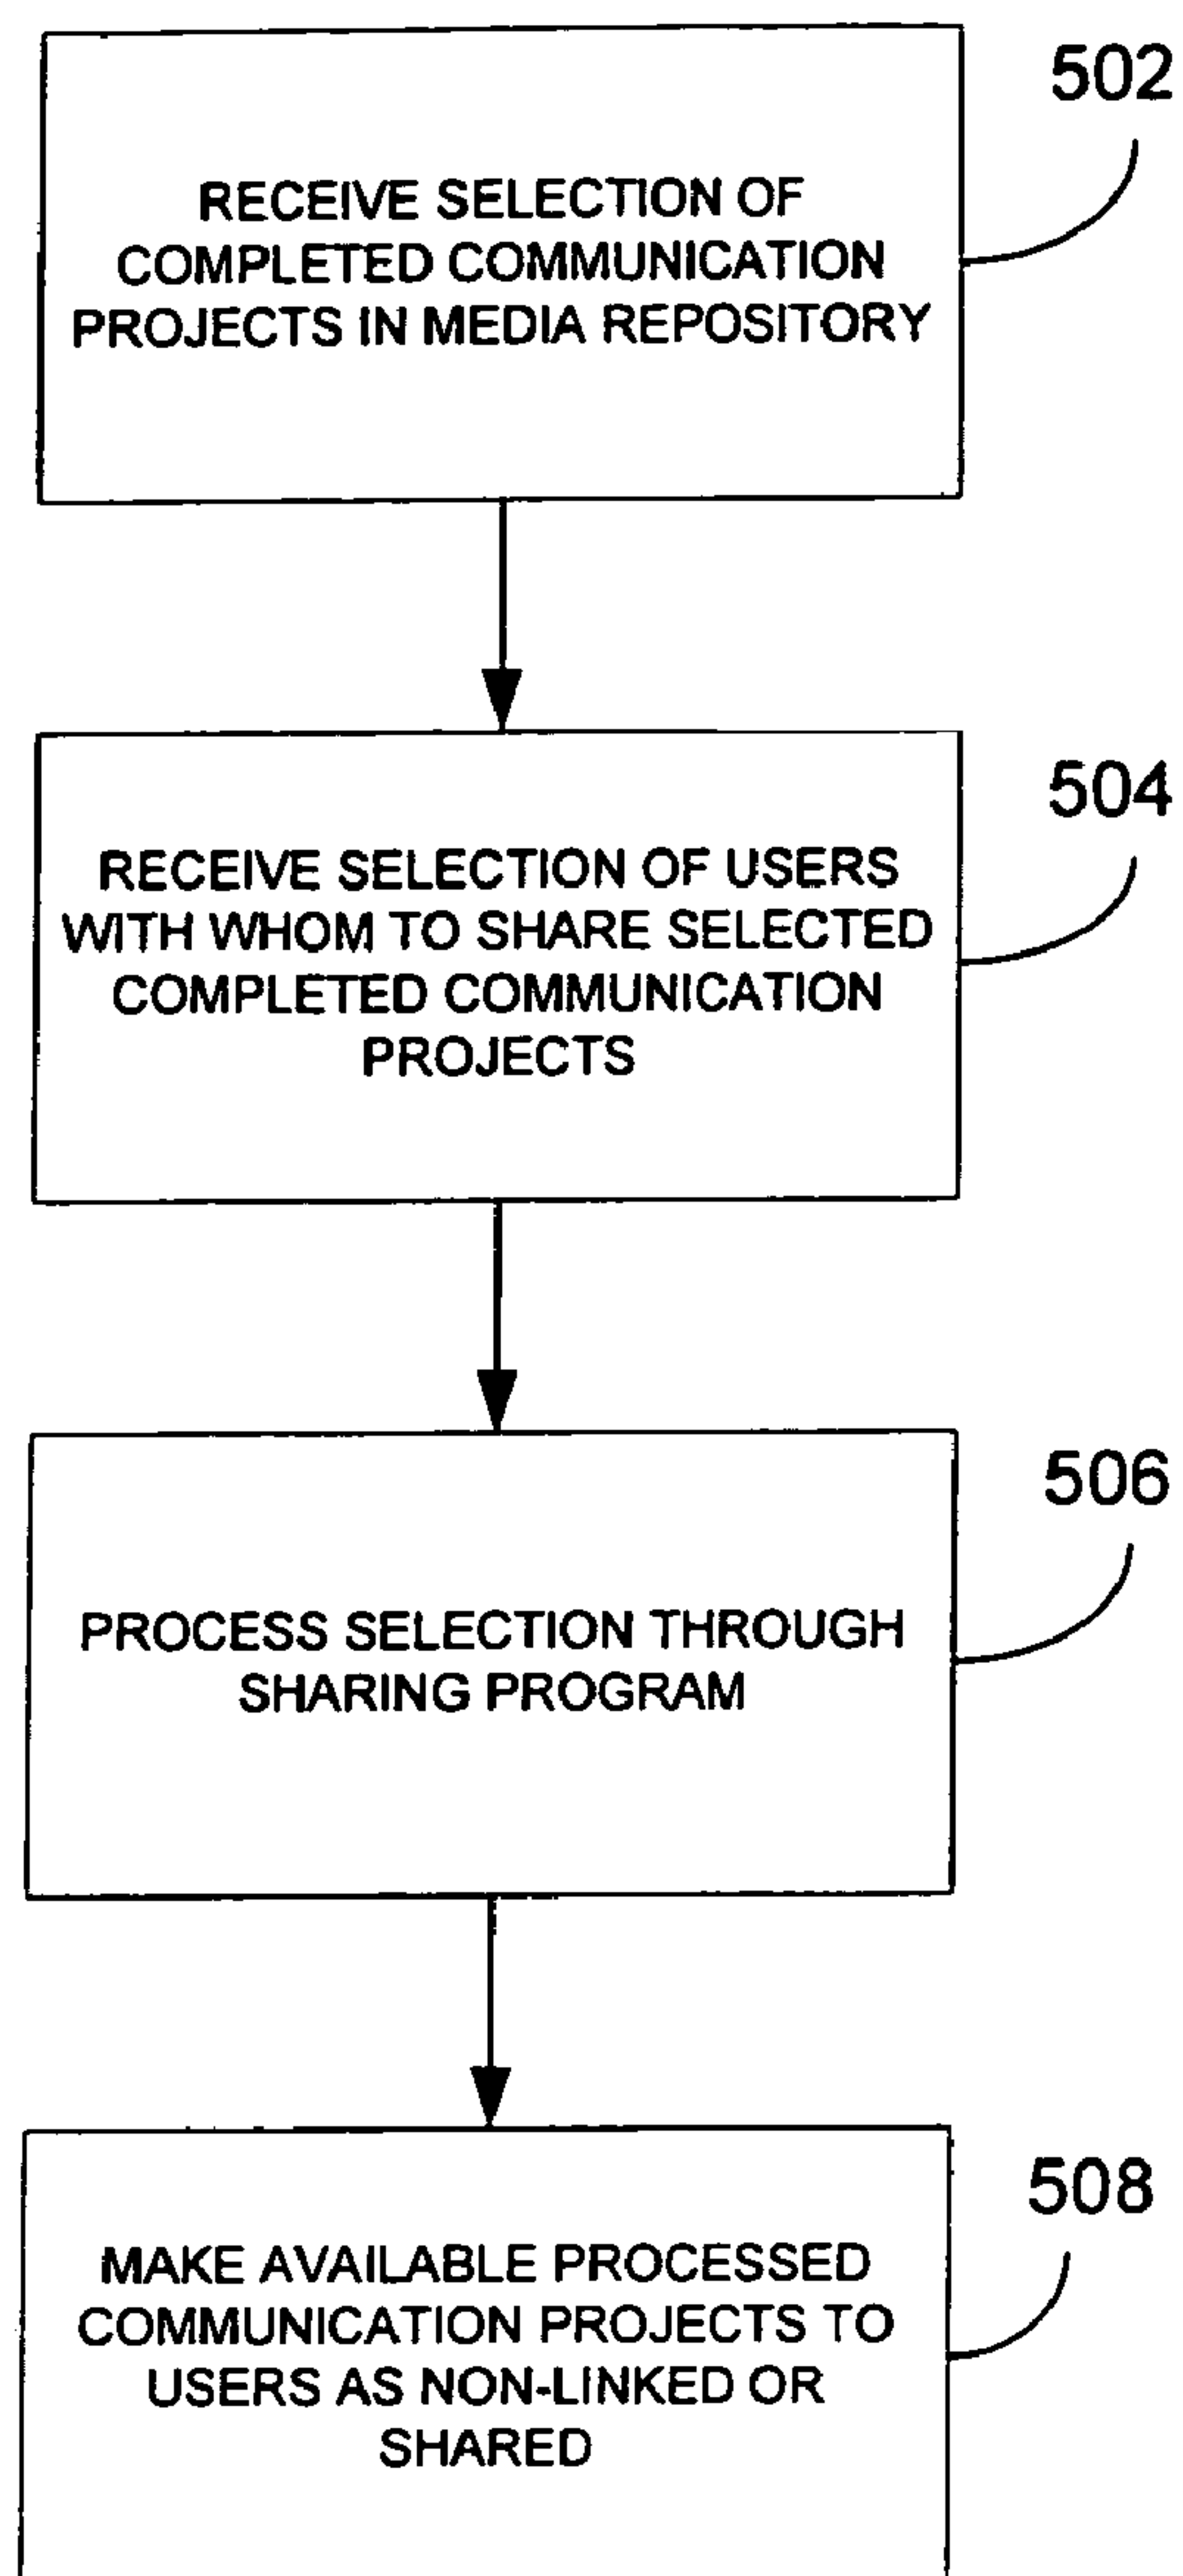 502
RECEIVE SELECTION OF
COMPLETED COMMUNICATION
PROJECTS IN MEDIA REPOSITORY
504
RECEIVE SELECTION OF USERS
WITH WHOM TO SHARE SELECTED
COMPLETED COMMUNICATION
PROJECTS
506
PROCESS SELECTION THROUGH
SHARING PROGRAM
508
MAKE AVAILABLE PROCESSED
COMMUNICATION PROJECTS TO
USERS AS NON-LINKED OR
SHARED